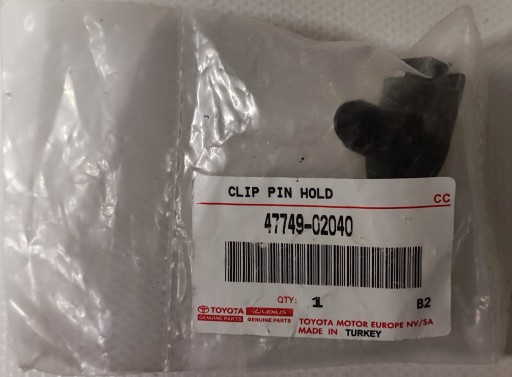 CLIP PIN HOLD
CC
47749-02040
QTY: 1 B2
TOYOTA LEXUS
GENUINE PARTS GENUINE PARTS
TOYOTA MOTOR EUROPE NV/SA
MADE IN TURKEY